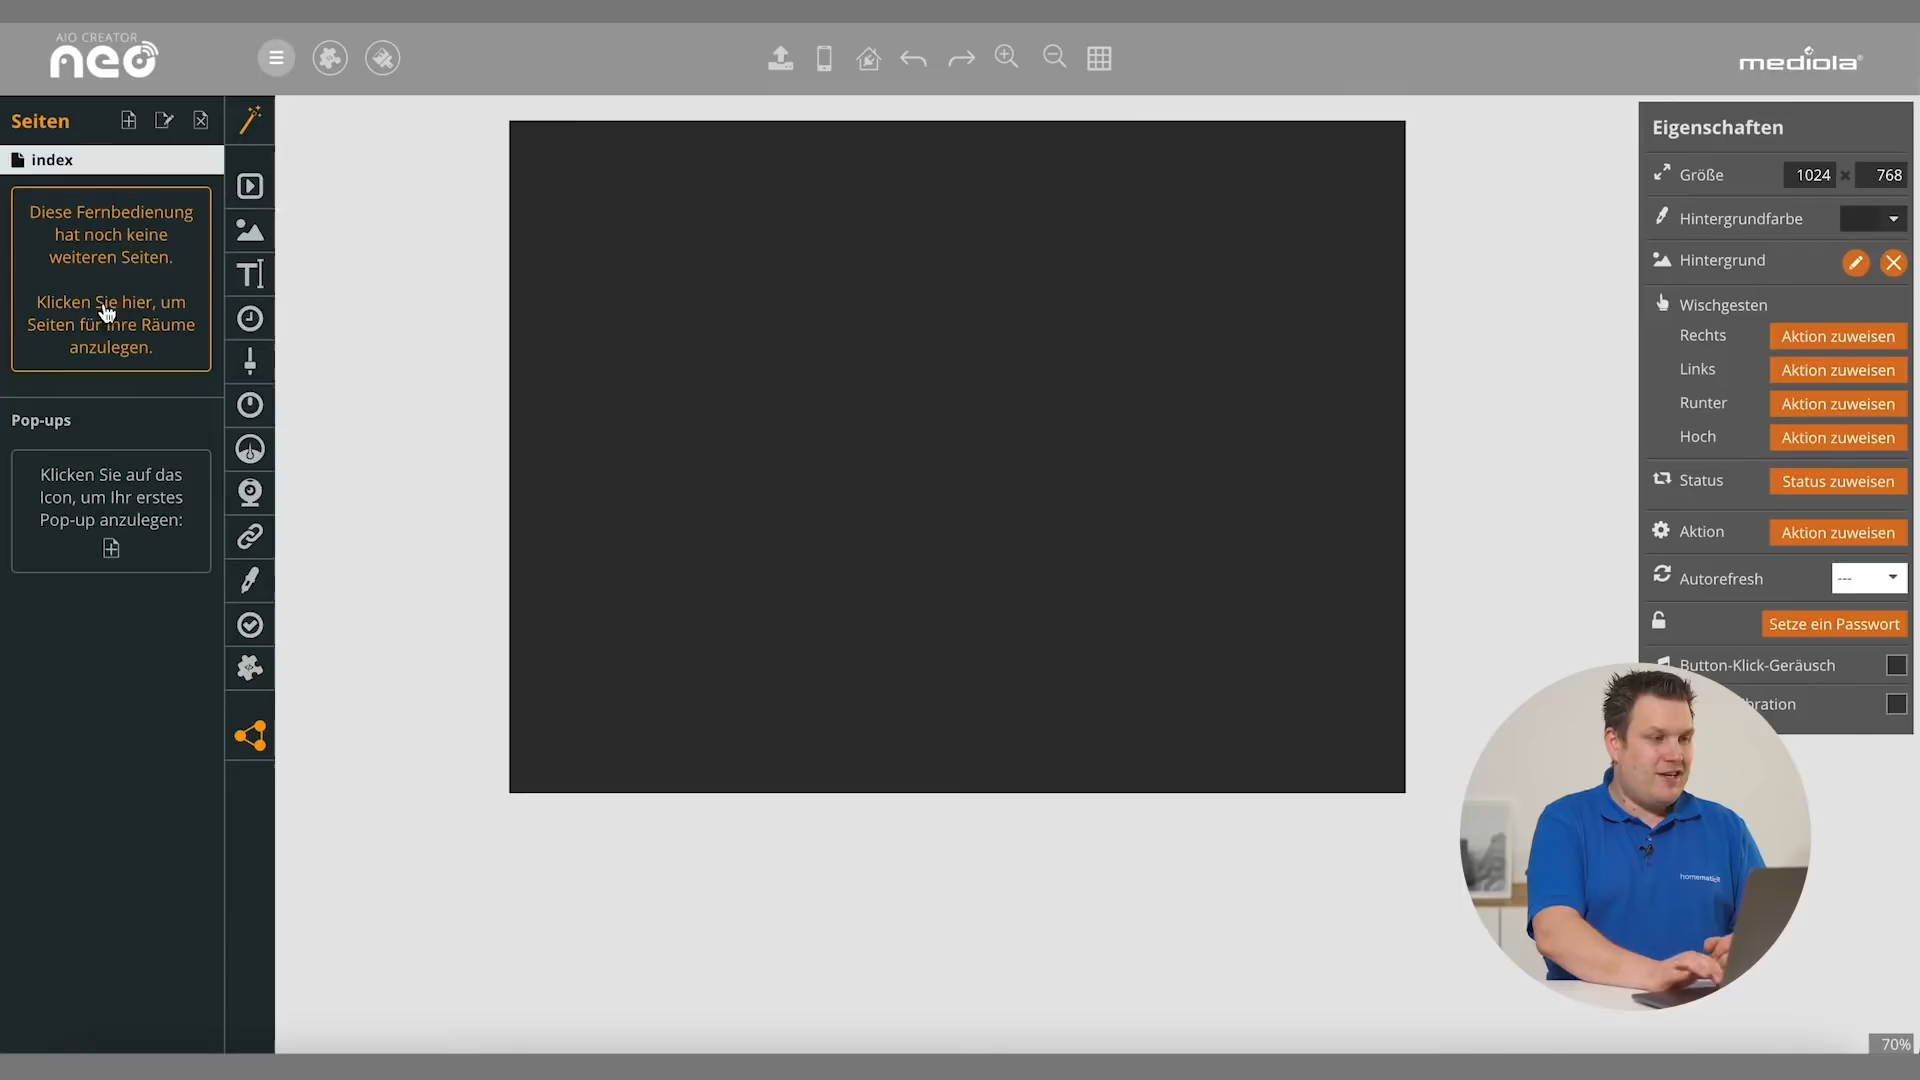 AIO CREATOR
neo
mediola®
Seiten
index
Diese Fernbedienung
hat noch keine
weiteren Seiten.
Klicken Sie hier, um
Seiten für Ihre Räume
anzulegen.
Pop-ups
Klicken Sie auf das
Icon, um Ihr erstes
Pop-up anzulegen:
Eigenschaften
Größe 1024 × 768
Hintergrundfarbe
Hintergrund
Wischgesten
Rechts Aktion zuweisen
Links Aktion zuweisen
Runter Aktion zuweisen
Hoch Aktion zuweisen
Status Status zuweisen
Aktion Aktion zuweisen
Autorefresh ---
Setze ein Passwort
Button-Klick-Geräusch
bration
homematic IP
70%